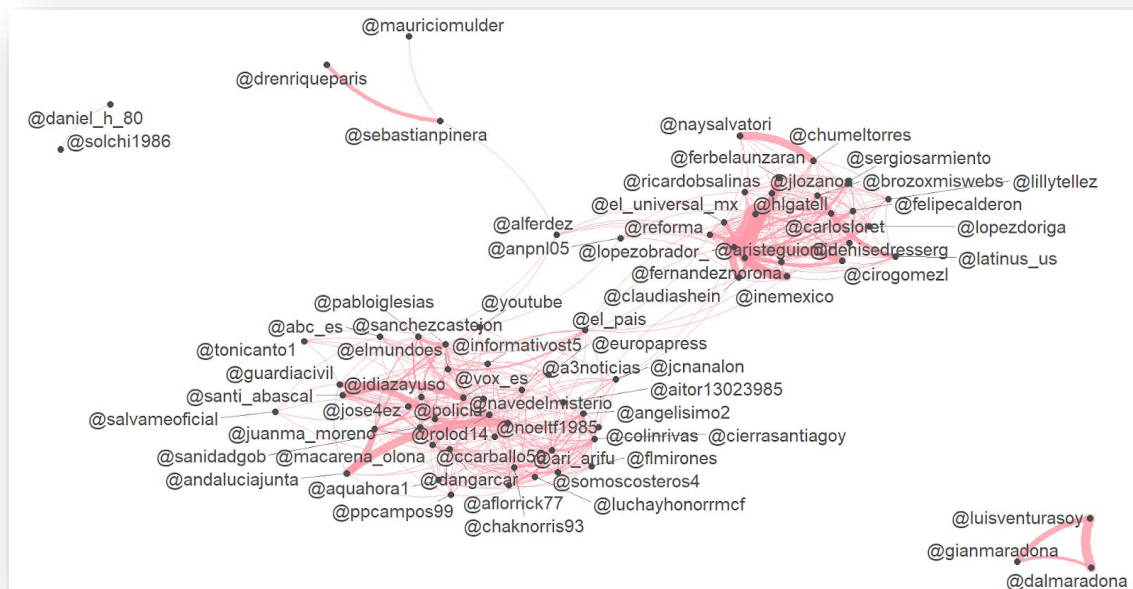 @mauriciomulder
@drenriqueparis
@daniel_h_80
@sebastianpinera
@solchi1986
@naysalvatori
@chumeltorres
@ferbelaunzaran
@sergiosarmiento
@ricardobsalinas
@jlozanoa
@brozoxmiswebs
@lillytellez
@el_universal_mx
@hlgatell
@felipecalderon
@alferdez
@reforma
@carlosloret
@lopezdoriga
@anpnl05
@lopezobrador_
@aristeguionline
@denisedresserg
@latinus_us
@fernandeznorona
@cirogomezl
@claudiashein
@inemexico
@pabloiglesias
@youtube
@abc_es
@sanchezcastejon
@el_pais
@tonicanto1
@elmundoes
@informativost5
@europapress
@guardiacivil
@idiazayuso
@vox_es
@a3noticias
@jcnanalon
@santi_abascal
@aitor13023985
@salvameoficial
@jose4ez
@policia
@navedelmisterio
@angelisimo2
@juanma_moreno
@rolod14
@noeltf1985
@colinrivas
@cierrasantiagoy
@sanidadgob
@macarena_olona
@ccarballo50
@ari_arifu
@flmirones
@andaluciajunta
@aquahora1
@dangarcar
@somoscosteros4
@ppcampos99
@aflorrick77
@luchayhonorrmcf
@chaknorris93
@luisventurasoy
@gianmaradona
@dalmaradona